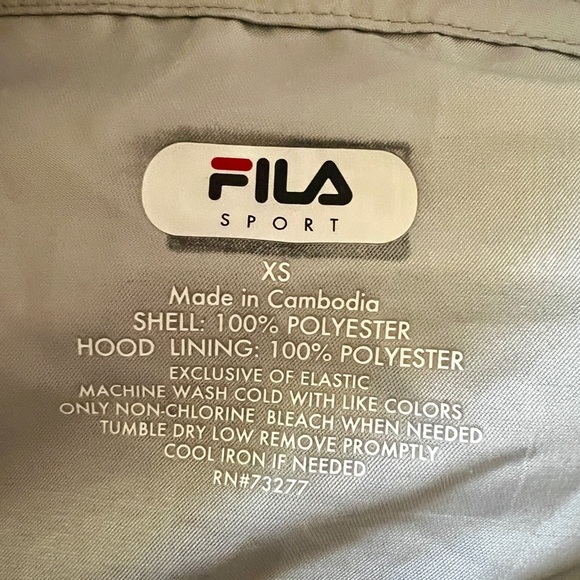 FILA
SPORT
XS
Made in Cambodia
SHELL: 100% POLYESTER
HOOD LINING: 100% POLYESTER
EXCLUSIVE OF ELASTIC
MACHINE WASH COLD WITH LIKE COLORS
ONLY NON-CHLORINE BLEACH WHEN NEEDED
TUMBLE DRY LOW REMOVE PROMPTLY
COOL IRON IF NEEDED
RN#73277